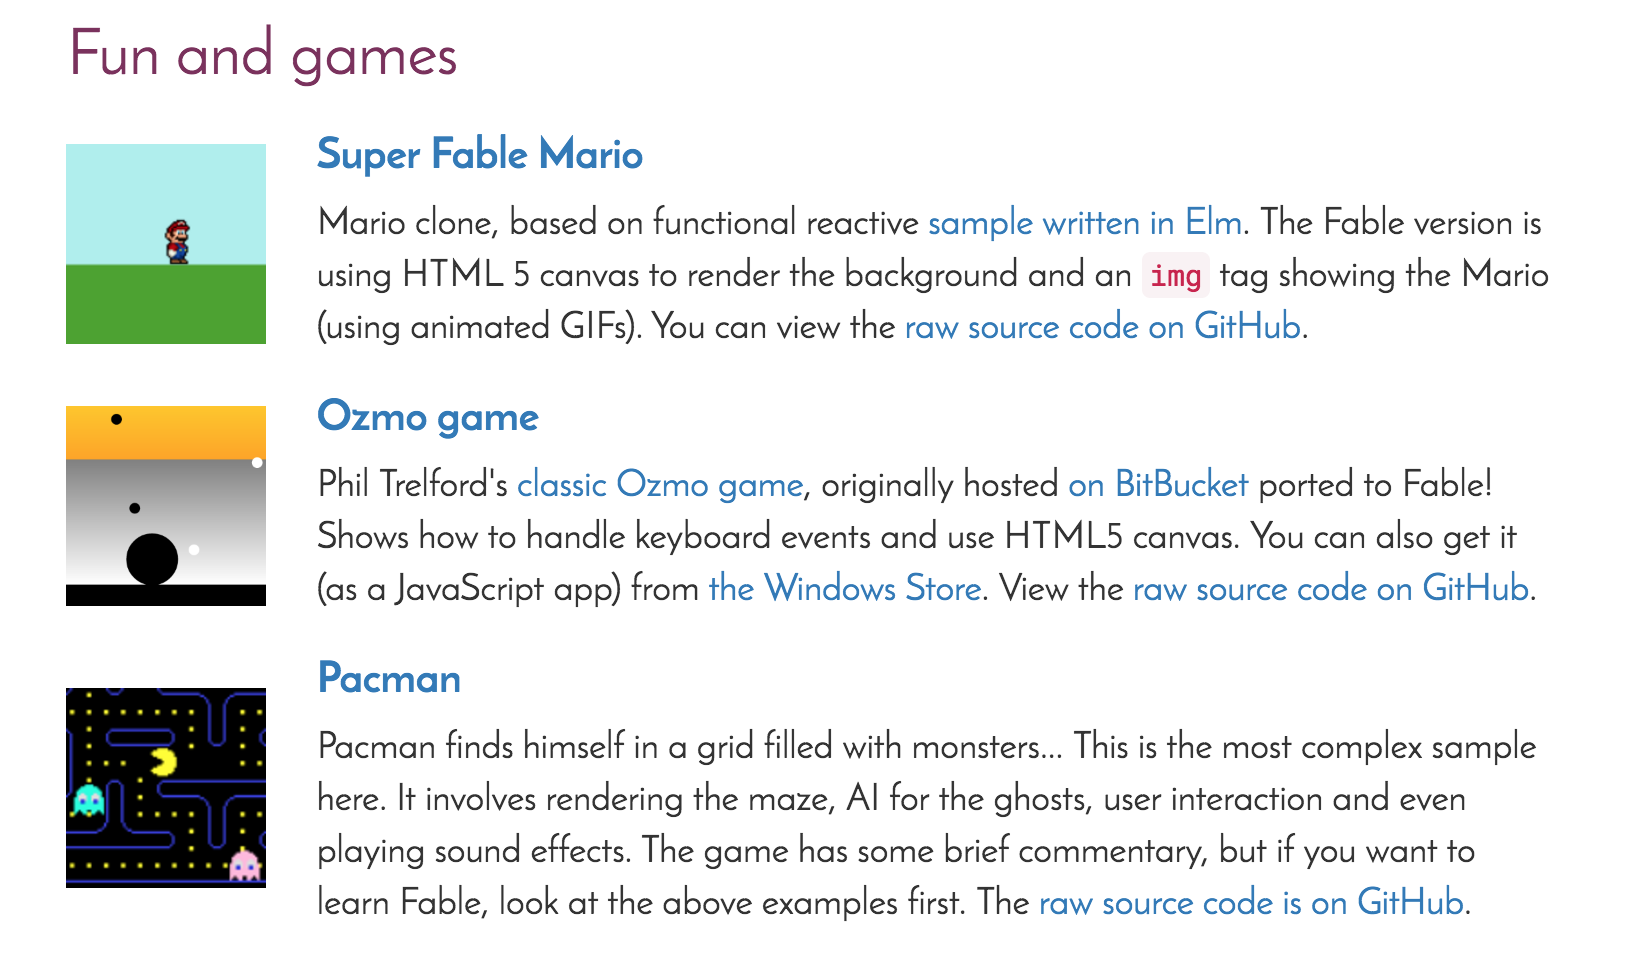 Fun and games
Super Fable Mario
Mario clone, based on functional reactive sample written in Elm. The Fable version is
using HTML 5 canvas to render the background and an img tag showing the Mario
(using animated GIFs). You can view the raw source code on GitHub.
Ozmo game
Phil Trelford's classic Ozmo game, originally hosted on BitBucket ported to Fable!
Shows how to handle keyboard events and use HTML5 canvas. You can also get it
(as a JavaScript app) from the Windows Store. View the raw source code on GitHub.
Pacman
Pacman finds himself in a grid filled with monsters... This is the most complex sample
here. It involves rendering the maze, AI for the ghosts, user interaction and even
playing sound effects. The game has some brief commentary, but if you want to
learn Fable, look at the above examples first. The raw source code is on GitHub.